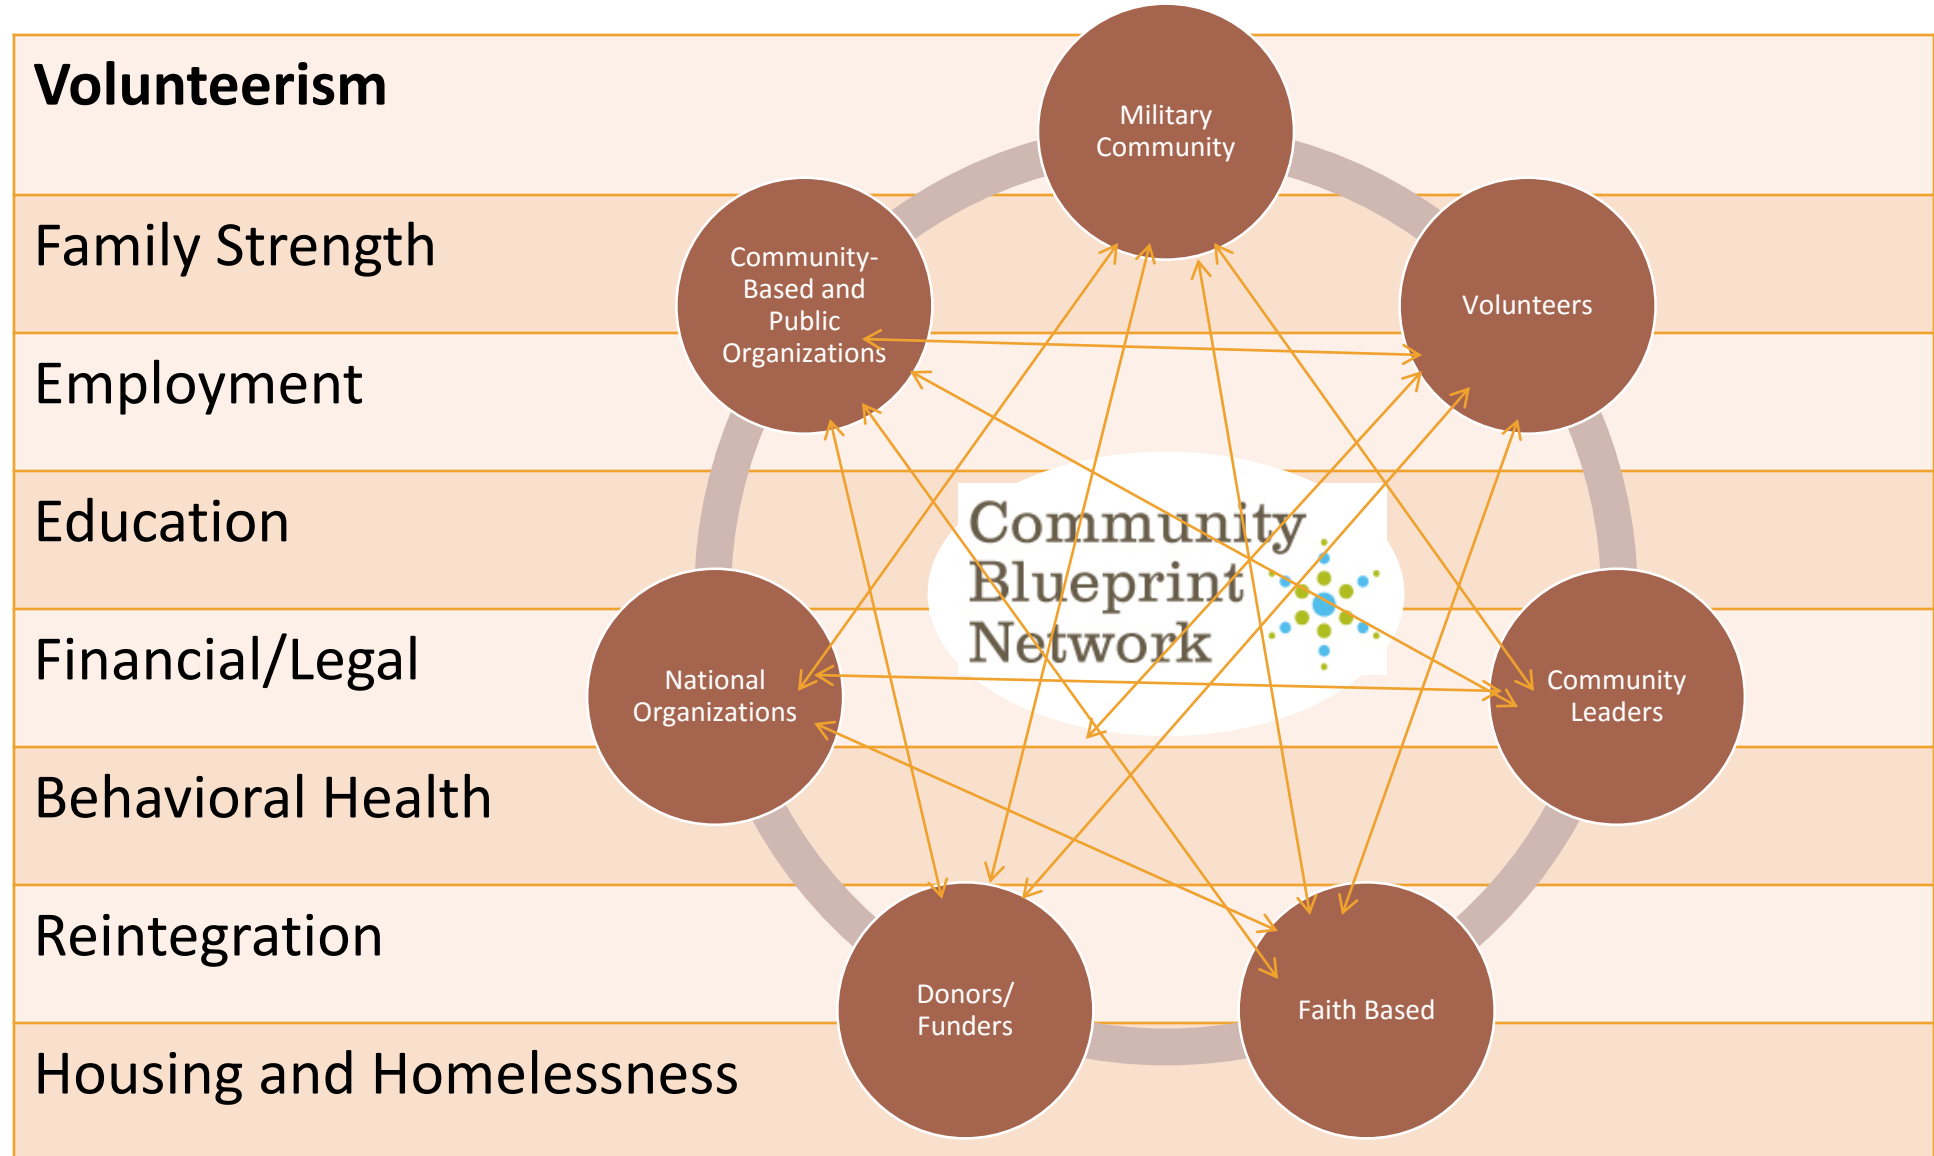 Volunteerism
Family Strength
Employment
Education
Financial/Legal
Behavioral Health
Reintegration
Housing and Homelessness
Military
Community
Volunteers
Community
Leaders
Faith Based
Donors/
Funders
National
Organizations
Community-
Based and
Public
Organizations
Community
Blueprint
Network